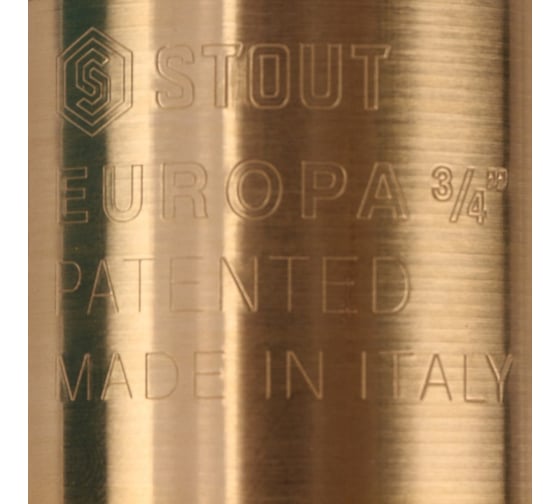 S STOUT
EUROPA 3/4"
PATENTED
MADE IN ITALY